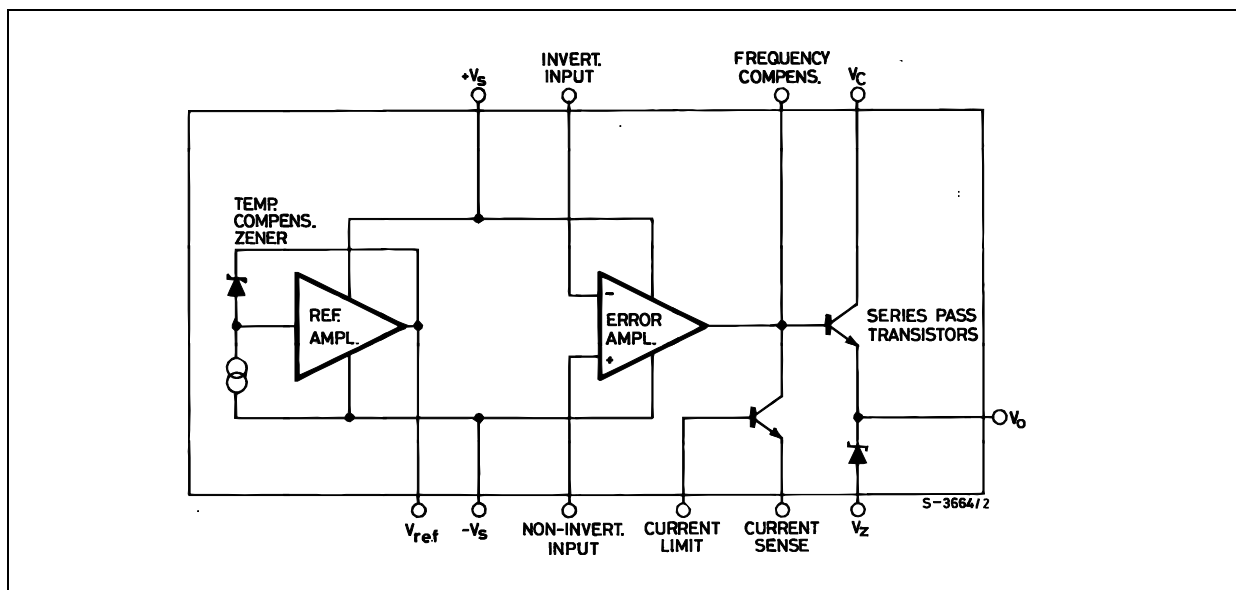 +Vs
INVERT.
INPUT
FREQUENCY
COMPENS.
VC
TEMP.
COMPENS.
ZENER
REF.
AMPL.
-
ERROR
AMPL.
+
SERIES PASS
TRANSISTORS
Vo
S-3664/2
Vref
-Vs
NON-INVERT.
INPUT
CURRENT
LIMIT
CURRENT
SENSE
VZ